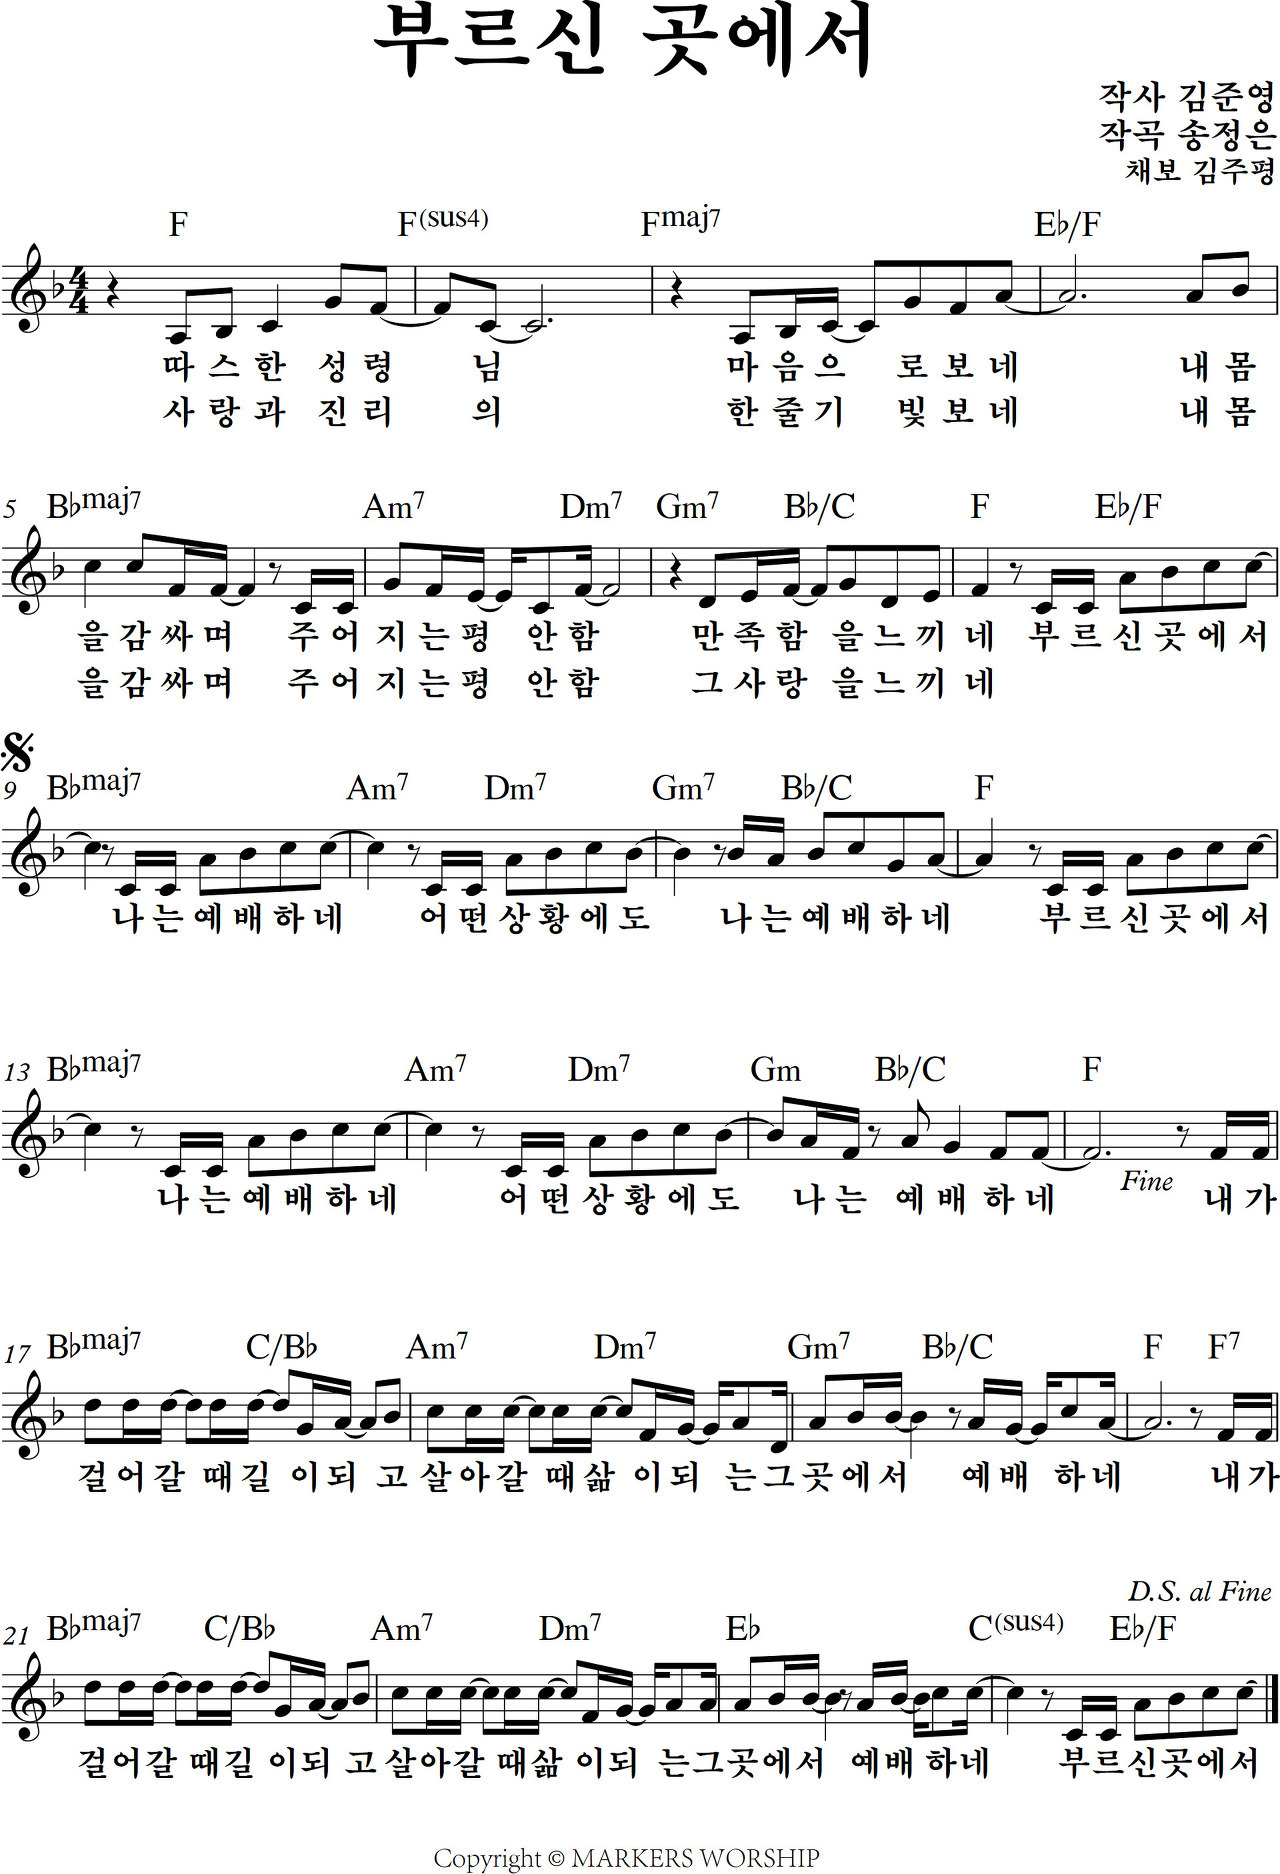 부르신 곳에서
작사 김준영
작곡 송정은
채보 김주평
F F(sus4) Fmaj7 E♭/F
따스한 성령 님 마음으 로보네 내몸
사랑과 진리 의 한줄기 빛보네 내몸
5 B♭maj7 Am7 Dm7 Gm7 B♭/C F E♭/F
을감싸며 주어지는평 안함 만족함 을느끼네 부르신곳에서
을감싸며 주어지는평 안함 그사랑 을느끼네
9 B♭maj7 Am7 Dm7 Gm7 B♭/C F
나는예배하네 어떤상황에도 나는예배하네 부르신곳에서
13 B♭maj7 Am7 Dm7 Gm B♭/C F
Fine
나는예배하네 어떤상황에도 나는 예배하네 내가
17 B♭maj7 C/B♭ Am7 Dm7 Gm7 B♭/C F F7
걸어갈 때길 이되 고살아갈 때삶 이되 는그곳에서 예배 하네 내가
D.S. al Fine
21 B♭maj7 C/B♭ Am7 Dm7 E♭ C(sus4) E♭/F
걸어갈 때길 이되 고살아갈 때삶 이되 는그곳에서 예배 하네 부르신곳에서
Copyright © MARKERS WORSHIP